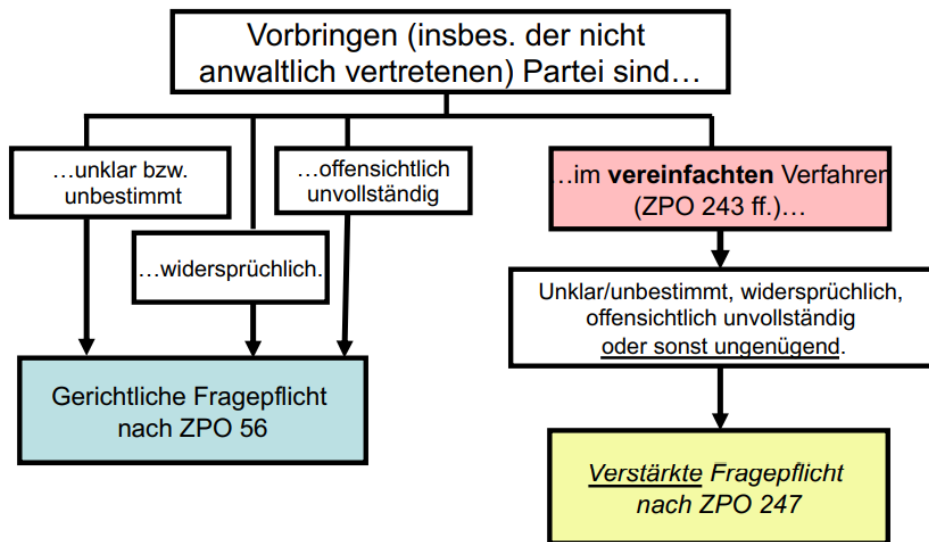 Vorbringen (insbes. der nicht
anwaltlich vertretenen) Partei sind…
…unklar bzw.
unbestimmt
…offensichtlich
unvollständig
…im vereinfachten Verfahren
(ZPO 243 ff.)…
…widersprüchlich.
Unklar/unbestimmt, widersprüchlich,
offensichtlich unvollständig
oder sonst ungenügend.
Gerichtliche Fragepflicht
nach ZPO 56
Verstärkte Fragepflicht
nach ZPO 247